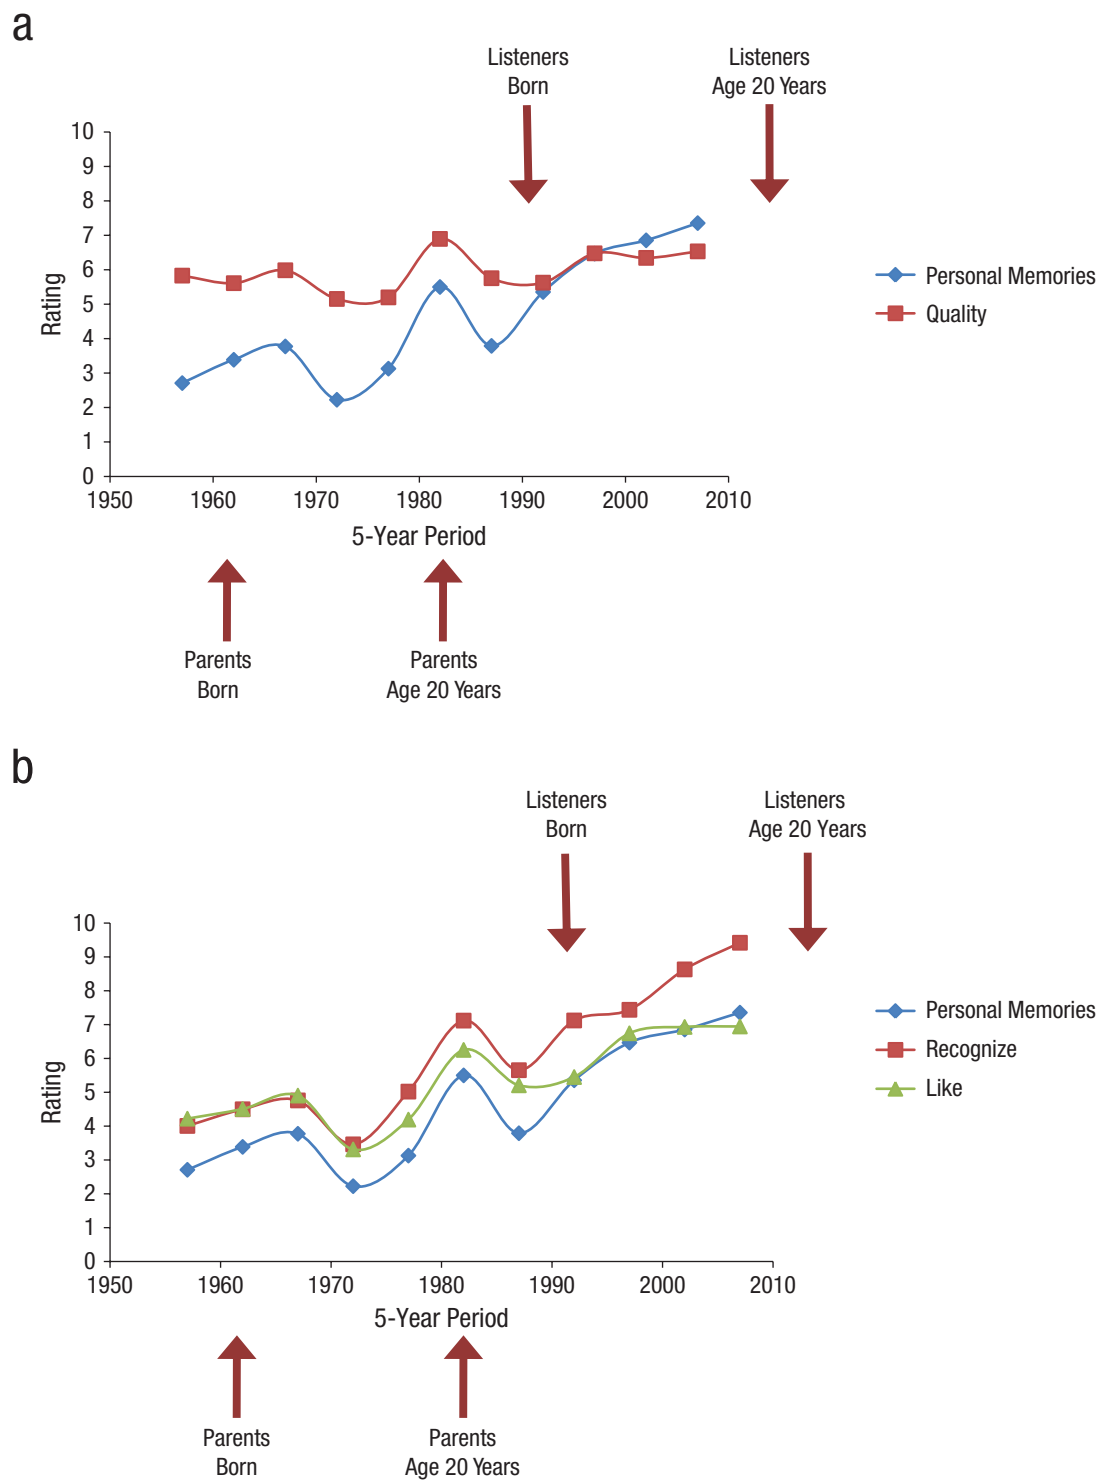 a
Listeners
Born
Listeners
Age 20 Years
10
9
8
7
6
5
4
3
2
1
0
Rating
1950 1960 1970 1980 1990 2000 2010
5-Year Period
Personal Memories
Quality
Parents
Born
Parents
Age 20 Years
b
Listeners
Born
Listeners
Age 20 Years
10
9
8
7
6
5
4
3
2
1
0
Rating
1950 1960 1970 1980 1990 2000 2010
5-Year Period
Personal Memories
Recognize
Like
Parents
Born
Parents
Age 20 Years